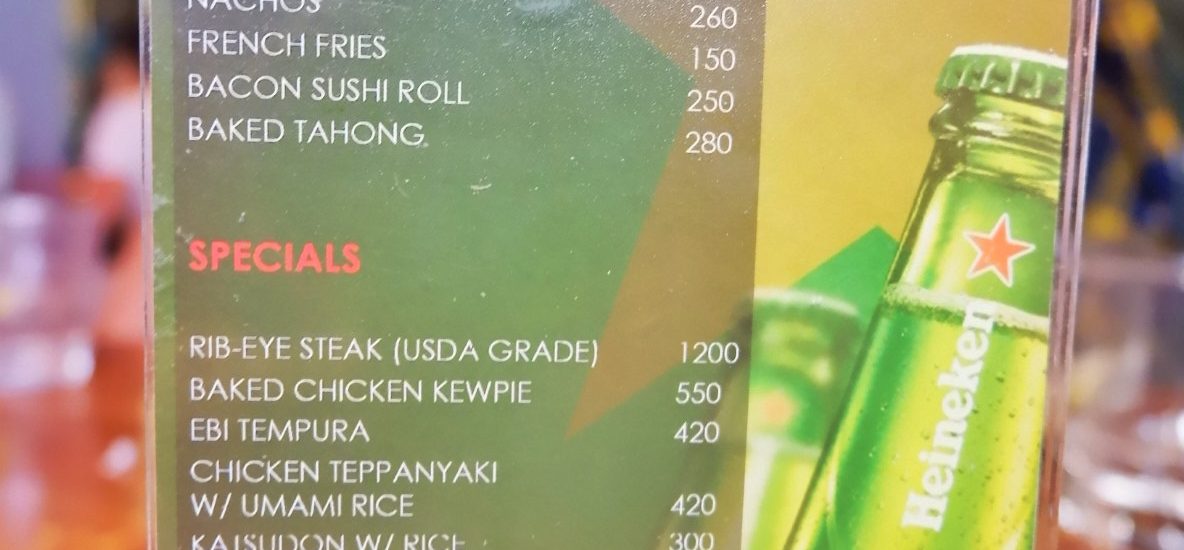 NACHOS 260
FRENCH FRIES 150
BACON SUSHI ROLL 250
BAKED TAHONG 280
SPECIALS
RIB-EYE STEAK (USDA GRADE) 1200
BAKED CHICKEN KEWPIE 550
EBI TEMPURA 420
CHICKEN TEPPANYAKI
W/ UMAMI RICE 420
KATSUDON W/ RICE 300
Heineken